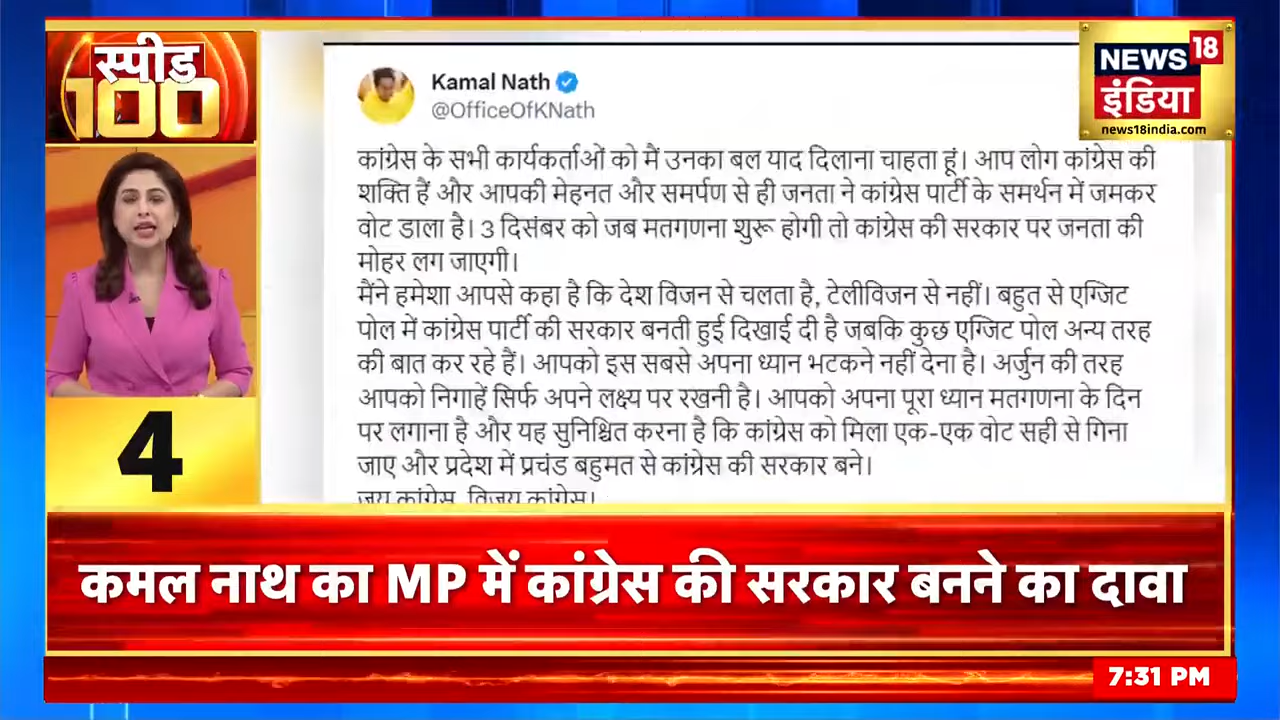 स्पीड
100
NEWS 18
इंडिया
news18india.com
Kamal Nath
@OfficeOfKNath
कांग्रेस के सभी कार्यकर्ताओं को मैं उनका बल याद दिलाना चाहता हूं। आप लोग कांग्रेस की
शक्ति हैं और आपकी मेहनत और समर्पण से ही जनता ने कांग्रेस पार्टी के समर्थन में जमकर
वोट डाला है। 3 दिसंबर को जब मतगणना शुरू होगी तो कांग्रेस की सरकार पर जनता की
मोहर लग जाएगी।
मैंने हमेशा आपसे कहा है कि देश विजन से चलता है, टेलीविजन से नहीं। बहुत से एग्जिट
पोल में कांग्रेस पार्टी की सरकार बनती हुई दिखाई दी है जबकि कुछ एग्जिट पोल अन्य तरह
की बात कर रहे हैं। आपको इस सबसे अपना ध्यान भटकने नहीं देना है। अर्जुन की तरह
आपको निगाहें सिर्फ अपने लक्ष्य पर रखनी है। आपको अपना पूरा ध्यान मतगणना के दिन
पर लगाना है और यह सुनिश्चित करना है कि कांग्रेस को मिला एक-एक वोट सही से गिना
जाए और प्रदेश में प्रचंड बहुमत से कांग्रेस की सरकार बने।
जय कांग्रेस, विजय कांग्रेस।
4
कमल नाथ का MP में कांग्रेस की सरकार बनने का दावा
7:31 PM